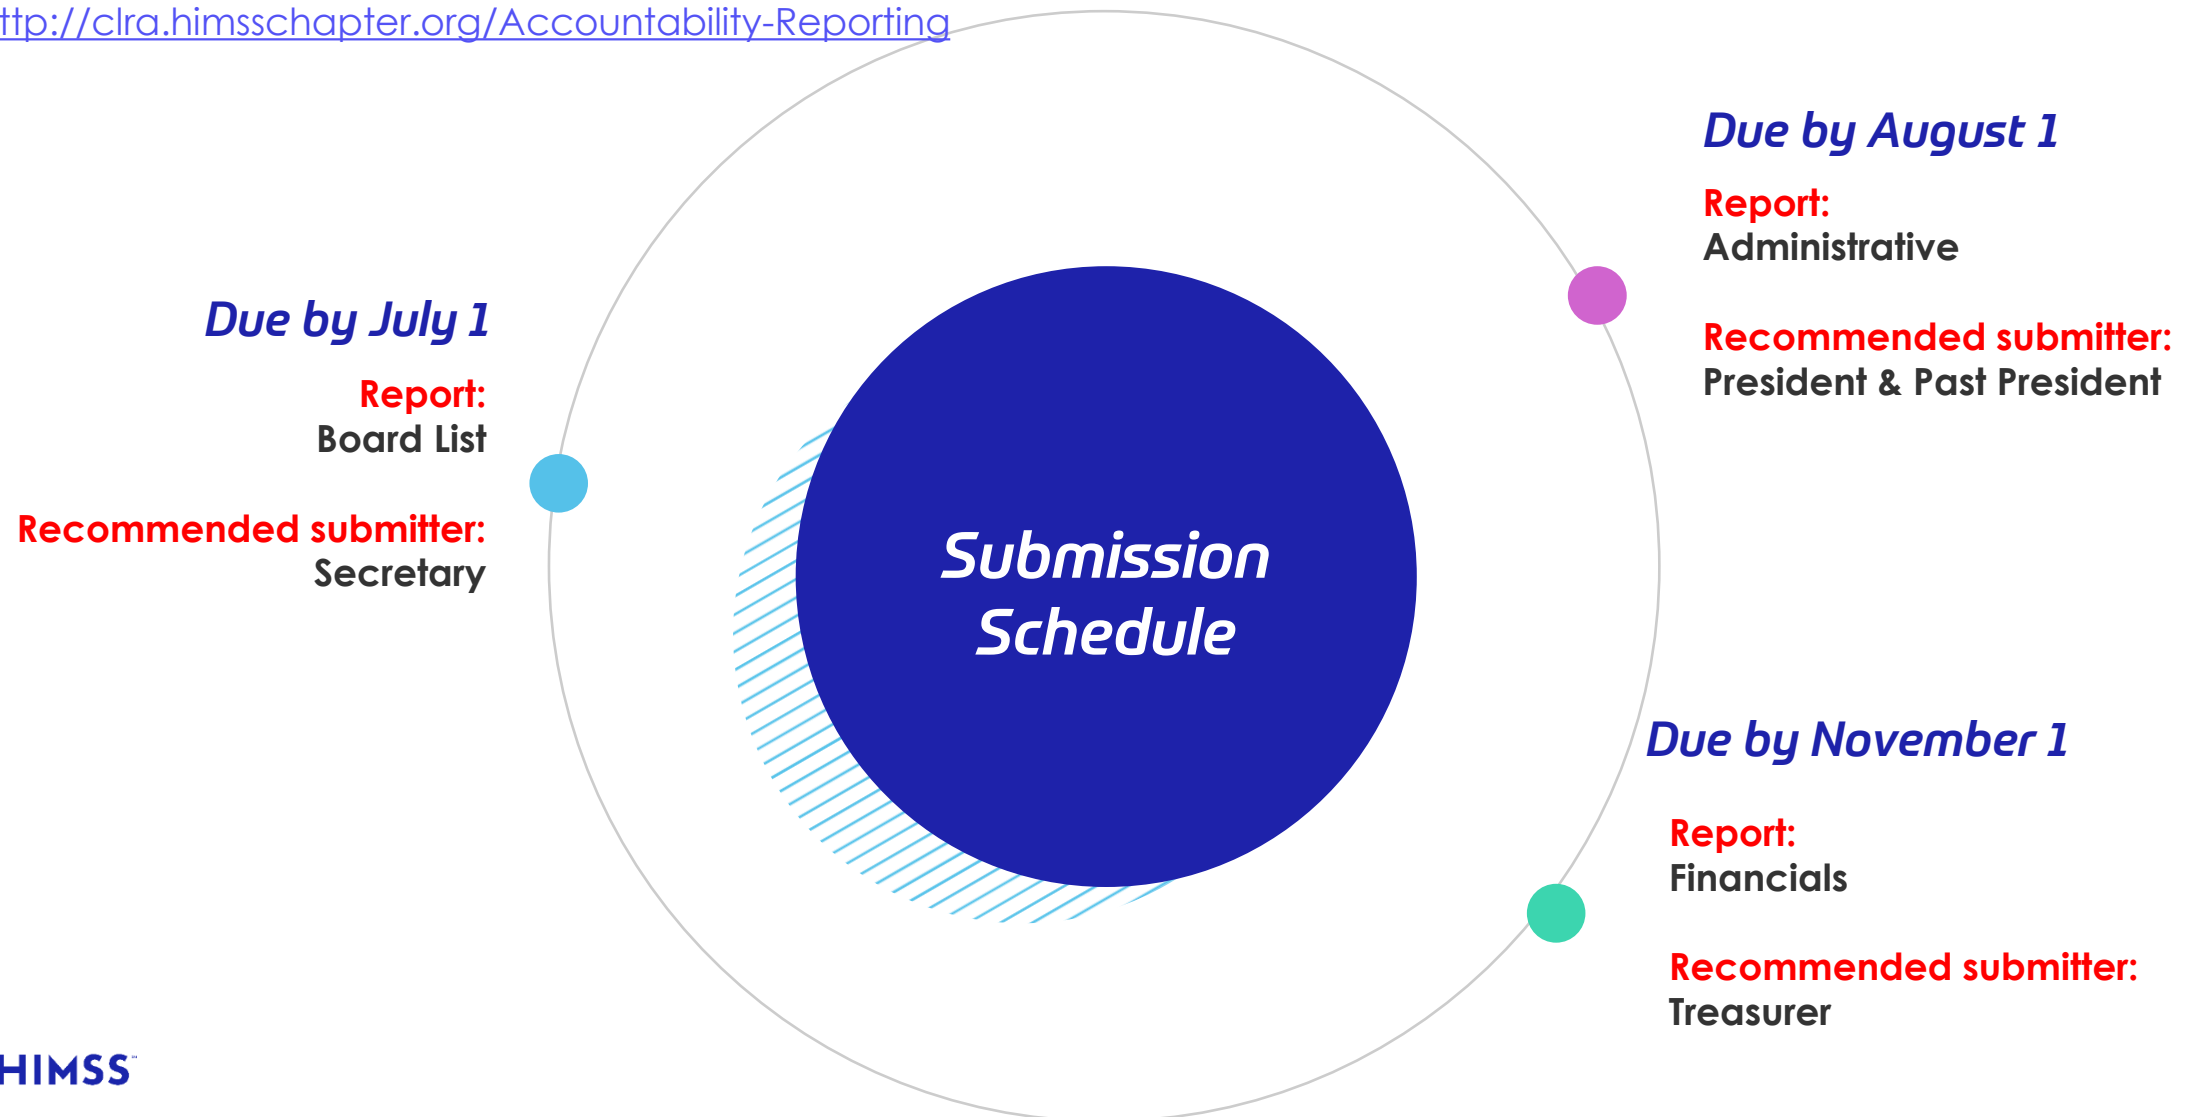 ttp://clra.himsschapter.org/Accountability-Reporting
Due by July 1
Report:
Board List
Recommended submitter:
Secretary
Submission
Schedule
Due by August 1
Report:
Administrative
Recommended submitter:
President & Past President
Due by November 1
Report:
Financials
Recommended submitter:
Treasurer
HIMSS™